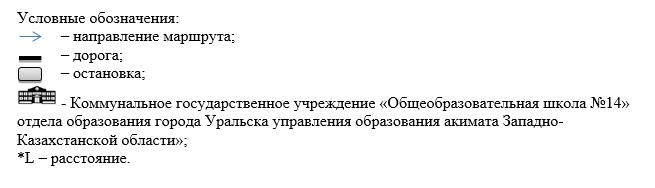 Условные обозначения:
– направление маршрута;
– дорога;
– остановка;
- Коммунальное государственное учреждение «Общеобразовательная школа №14»
отдела образования города Уральска управления образования акимата Западно-
Казахстанской области»;
*L – расстояние.